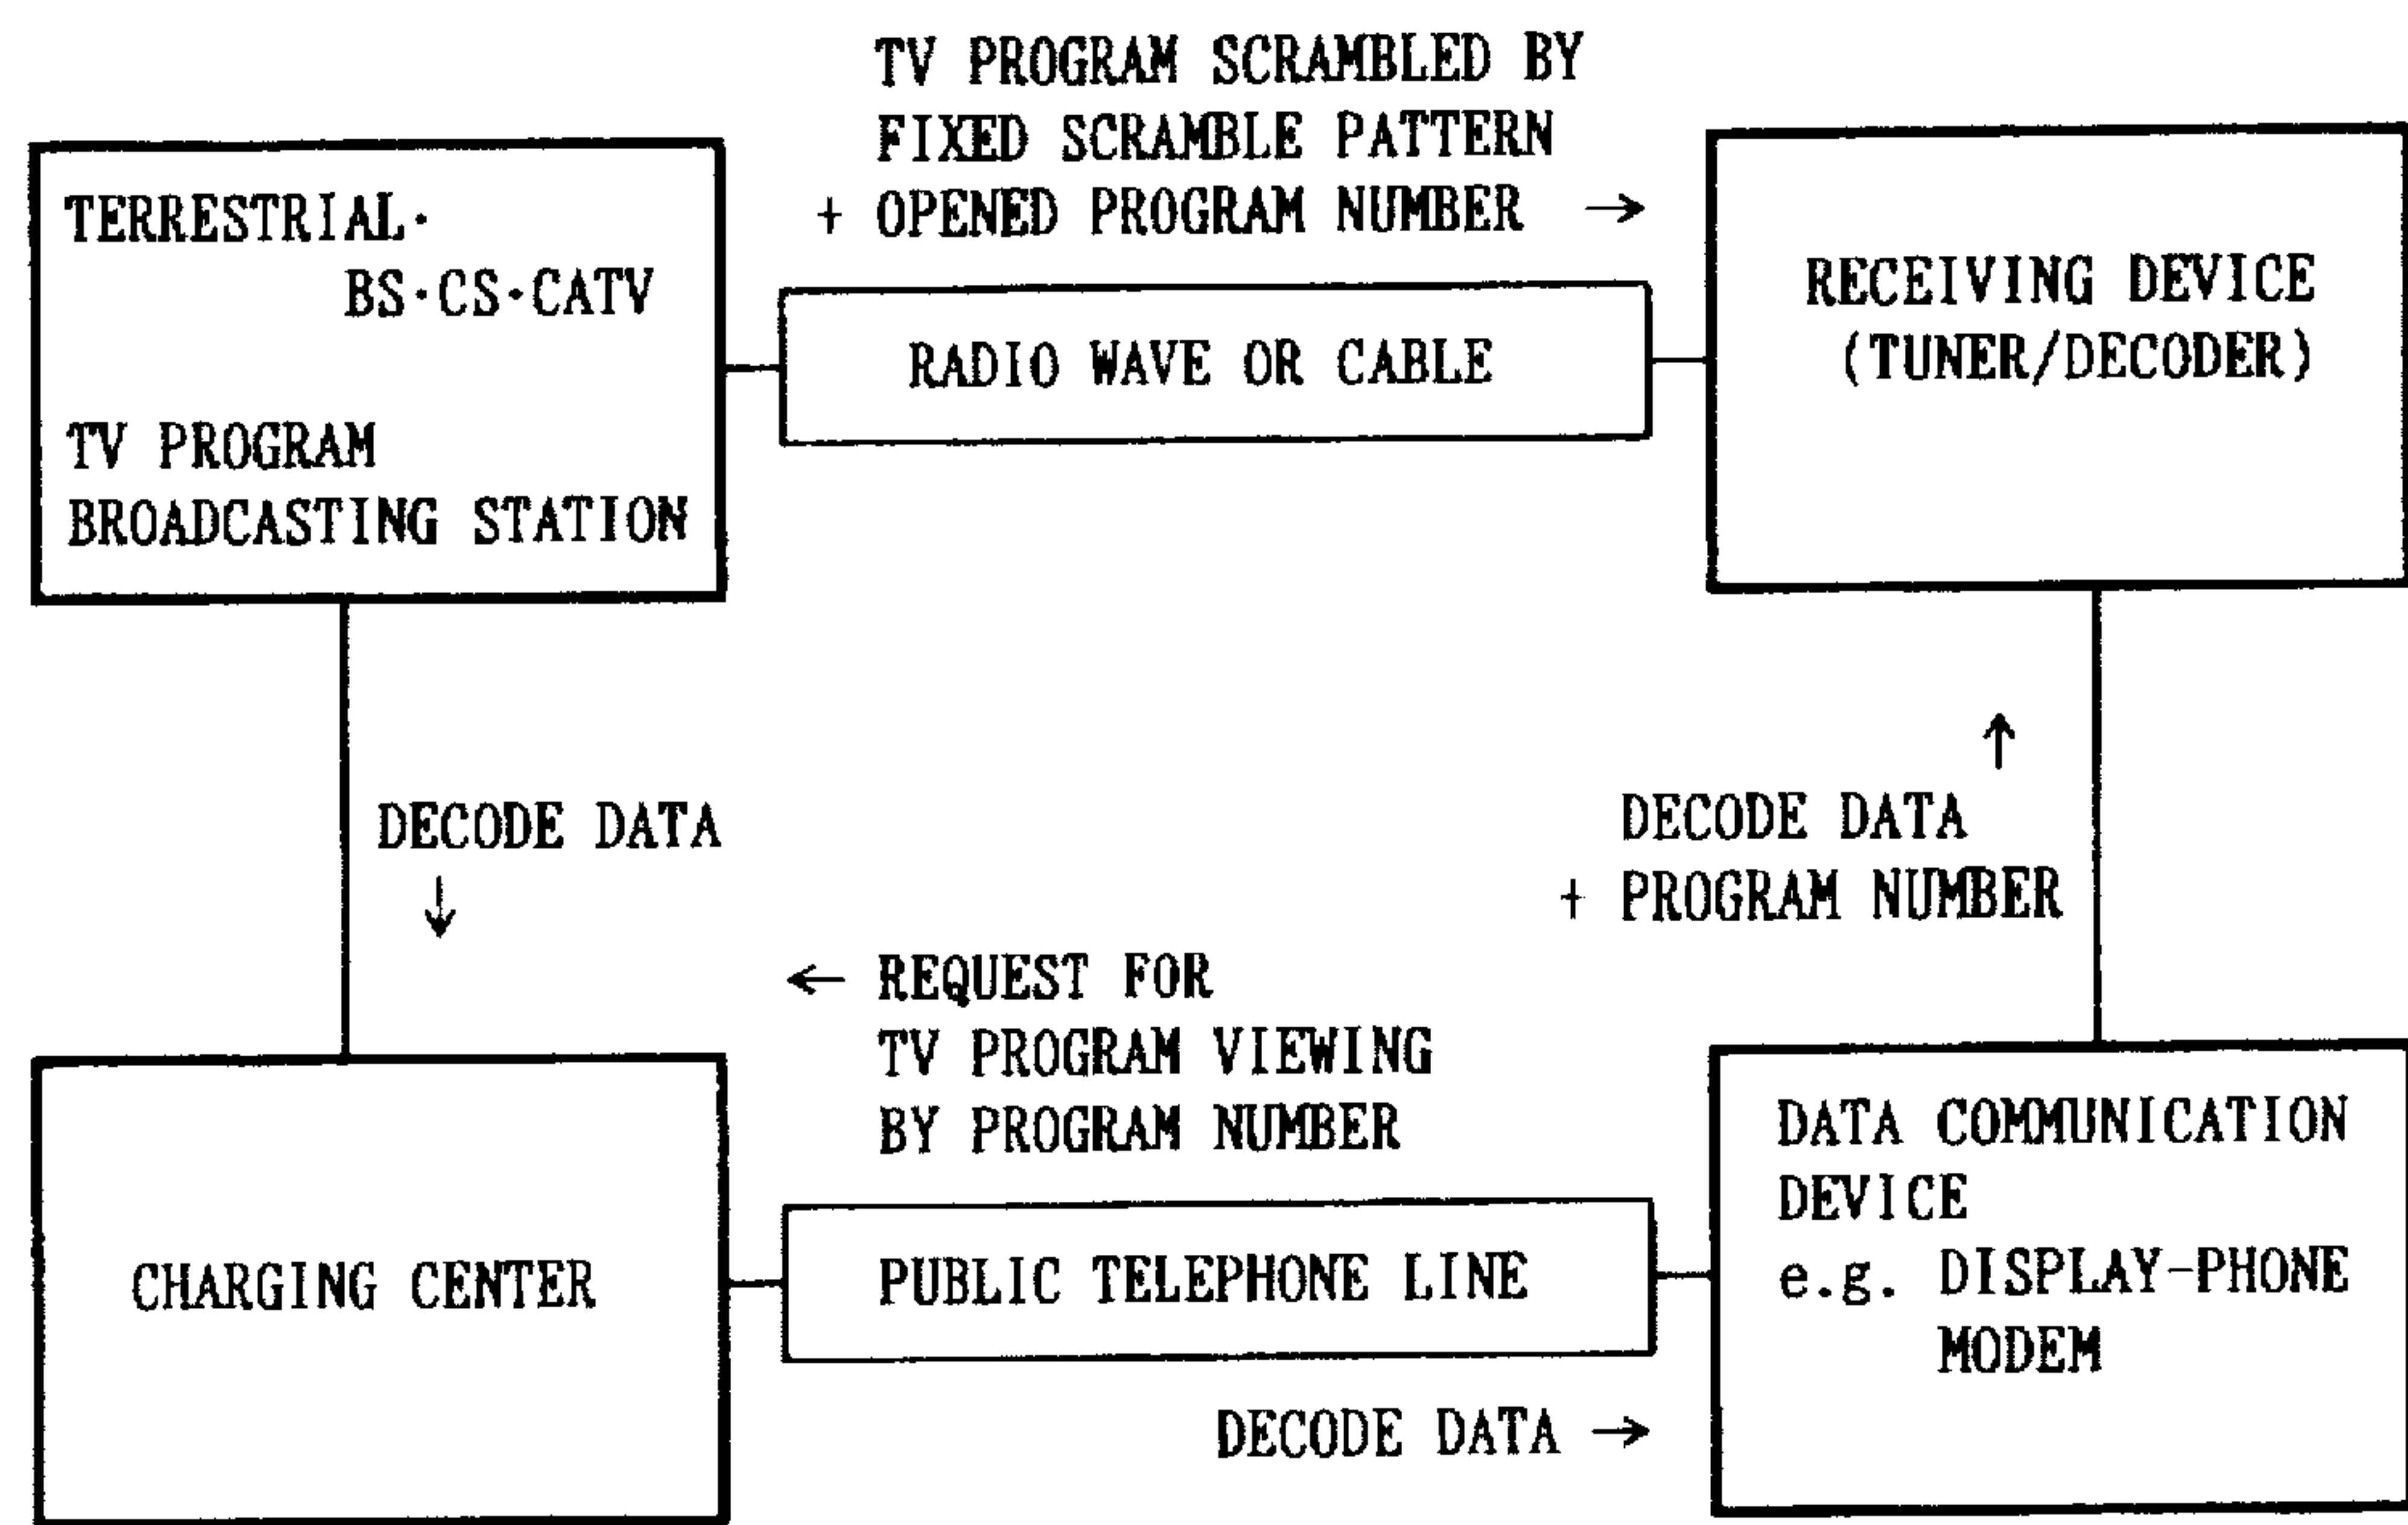 TV PROGRAM SCRAMBLED BY
FIXED SCRAMBLE PATTERN
+ OPENED PROGRAM NUMBER →
TERRESTRIAL·
BS·CS·CATV
TV PROGRAM
BROADCASTING STATION
RADIO WAVE OR CABLE
RECEIVING DEVICE
(TUNER/DECODER)
DECODE DATA
↓
↑
DECODE DATA
+ PROGRAM NUMBER
← REQUEST FOR
TV PROGRAM VIEWING
BY PROGRAM NUMBER
CHARGING CENTER
PUBLIC TELEPHONE LINE
DATA COMMUNICATION
DEVICE
e.g. DISPLAY-PHONE
MODEM
DECODE DATA →